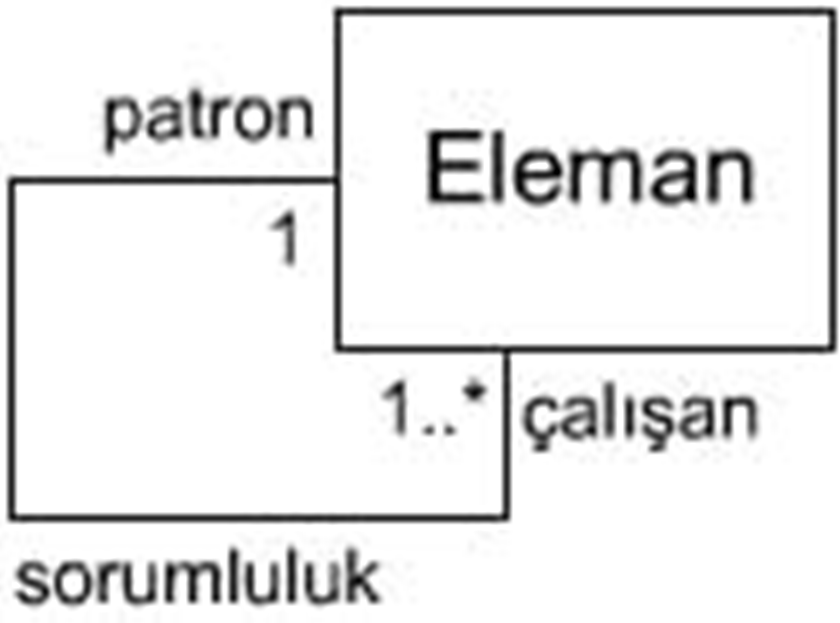 patron
Eleman
1
1..*
çalışan
sorumluluk